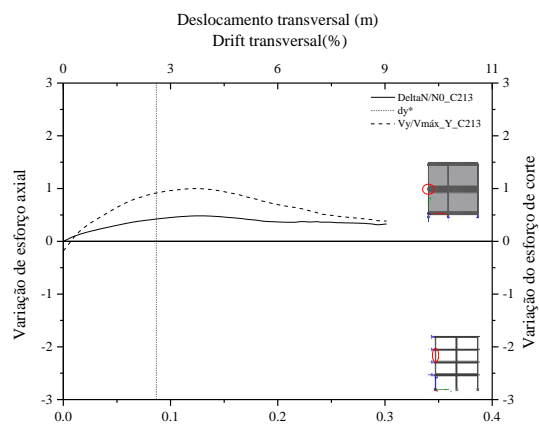 Deslocamento transversal (m)
Drift transversal(%)
0 3 6 9 11
3 3
2 2
1 1
0 0
-1 -1
-2 -2
-3 -3
0.0 0.1 0.2 0.3 0.4
Variação de esforço axial
Variação do esforço de corte
DeltaN/N0_C213
dy*
Vy/Vmáx_Y_C213